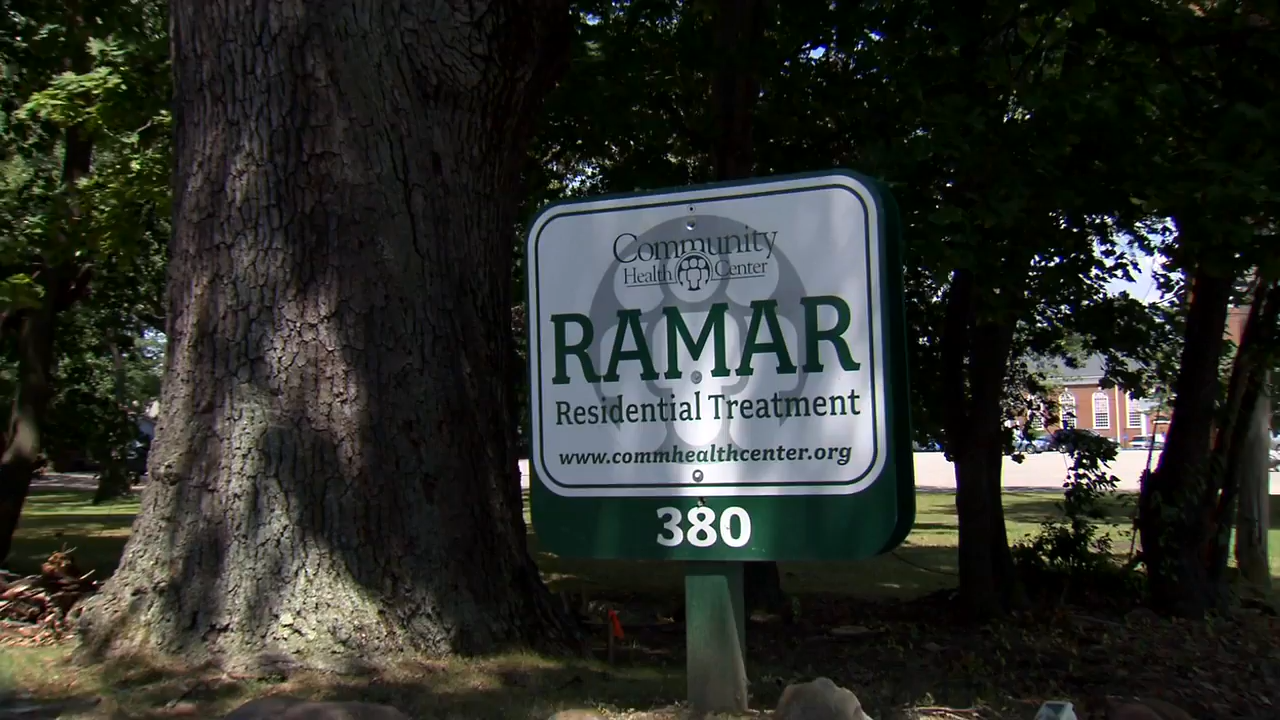 Community
Health Center
RAMAR
Residential Treatment
www.commhealthcenter.org
380